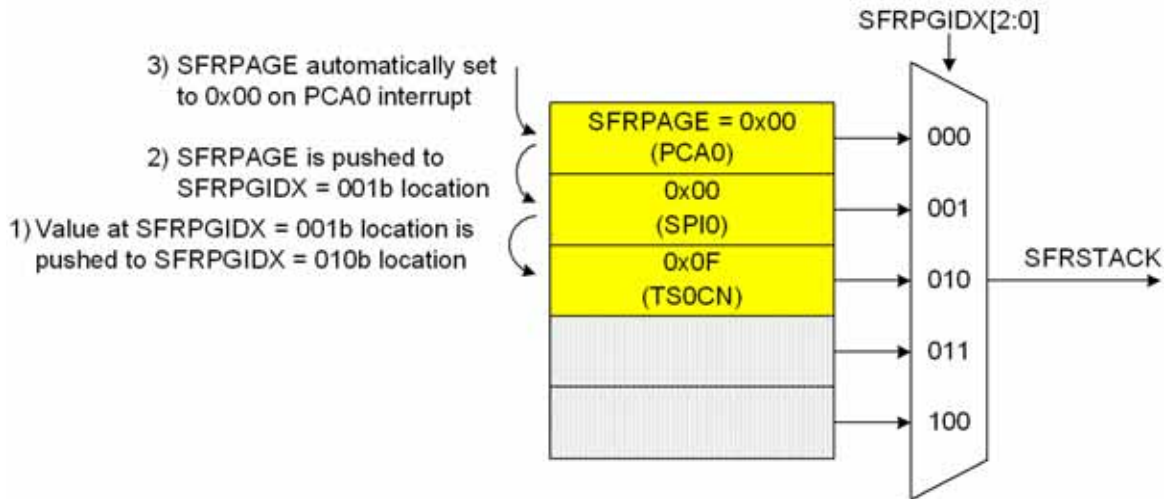 SFRPGIDX[2:0]
3) SFRPAGE automatically set
to 0x00 on PCA0 interrupt
2) SFRPAGE is pushed to
SFRPGIDX = 001b location
1) Value at SFRPGIDX = 001b location is
pushed to SFRPGIDX = 010b location
SFRPAGE = 0x00
(PCA0)
0x00
(SPI0)
0x0F
(TS0CN)
000
001
010
011
100
SFRSTACK